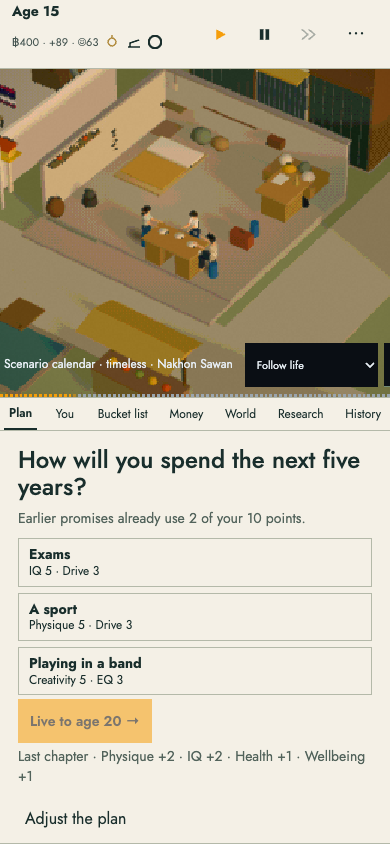 Age 15
฿400 · +89 · ◎63
...
Scenario calendar · timeless · Nakhon Sawan
Follow life
Plan You Bucket list Money World Research History
How will you spend the next five
years?
Earlier promises already use 2 of your 10 points.
Exams
IQ 5 · Drive 3
A sport
Physique 5 · Drive 3
Playing in a band
Creativity 5 · EQ 3
Live to age 20 →
Last chapter · Physique +2 · IQ +2 · Health +1 · Wellbeing
+1
Adjust the plan